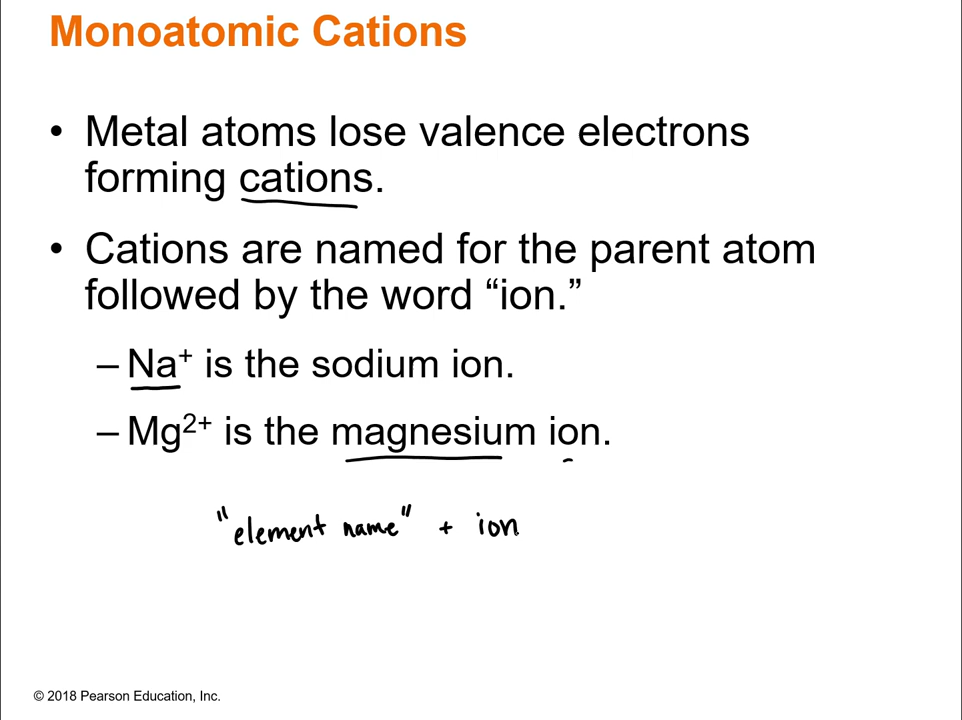 Monoatomic Cations
• Metal atoms lose valence electrons
forming cations.
• Cations are named for the parent atom
followed by the word “ion.”
– Na⁺ is the sodium ion.
– Mg²⁺ is the magnesium ion.
"element name" + ion
© 2018 Pearson Education, Inc.